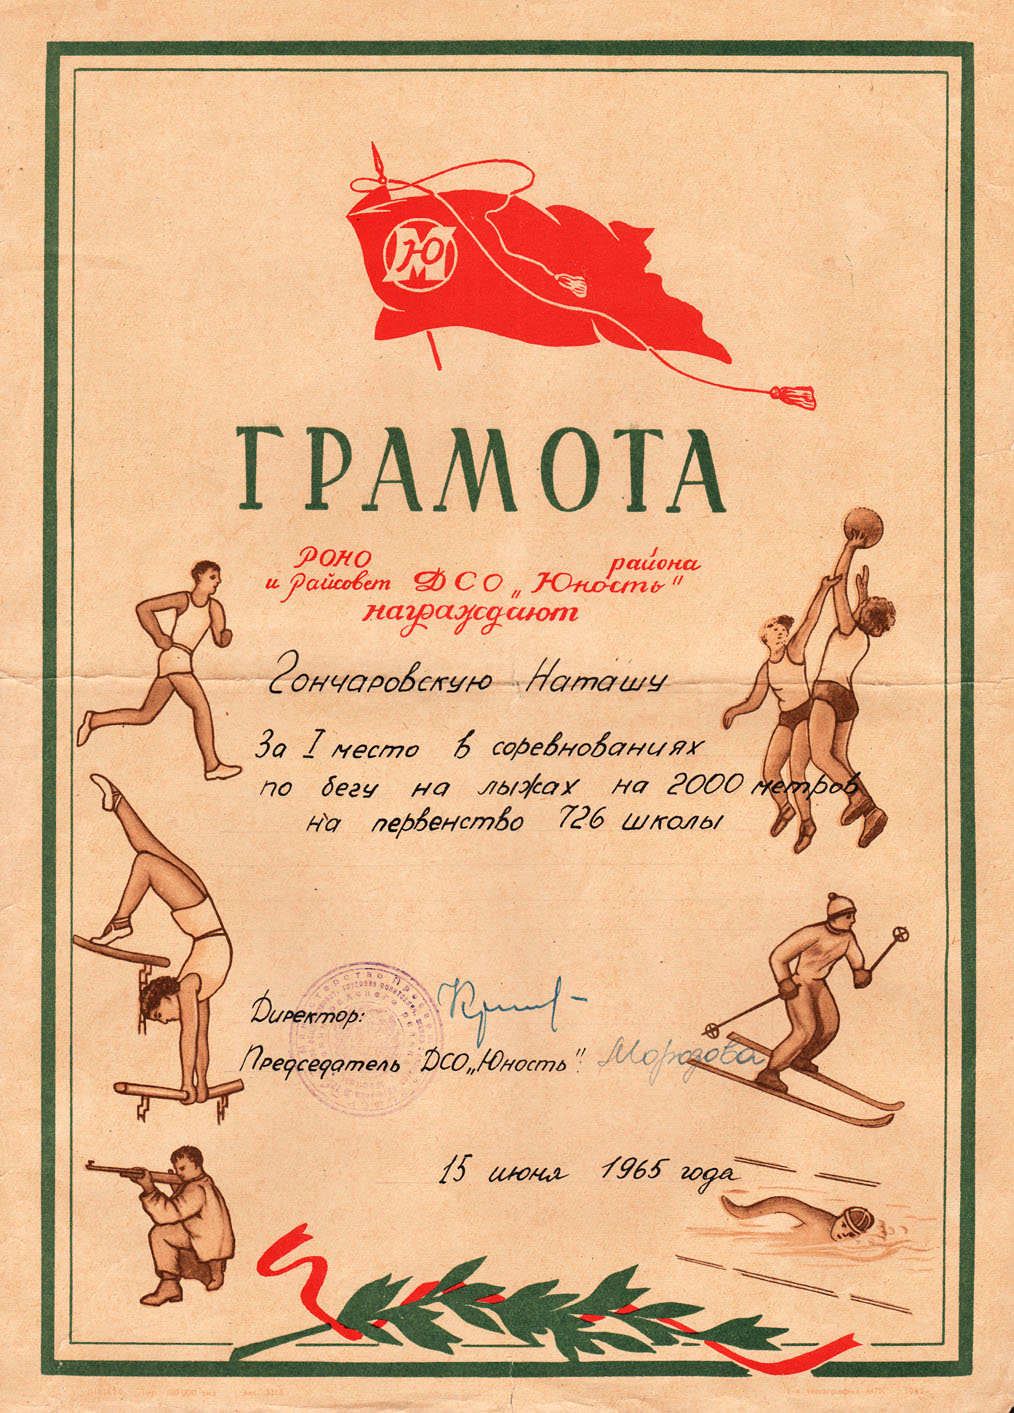 Ю
М
ГРАМОТА
РОНО района
и Райсовет ДСО „Юность"
награждают
Гончаровскую Наташу
За I место в соревнованиях
по бегу на лыжах на 2000 метров
на первенство 726 школы
Директор:
Председатель ДСО „Юность": Морозова
15 июня 1965 года